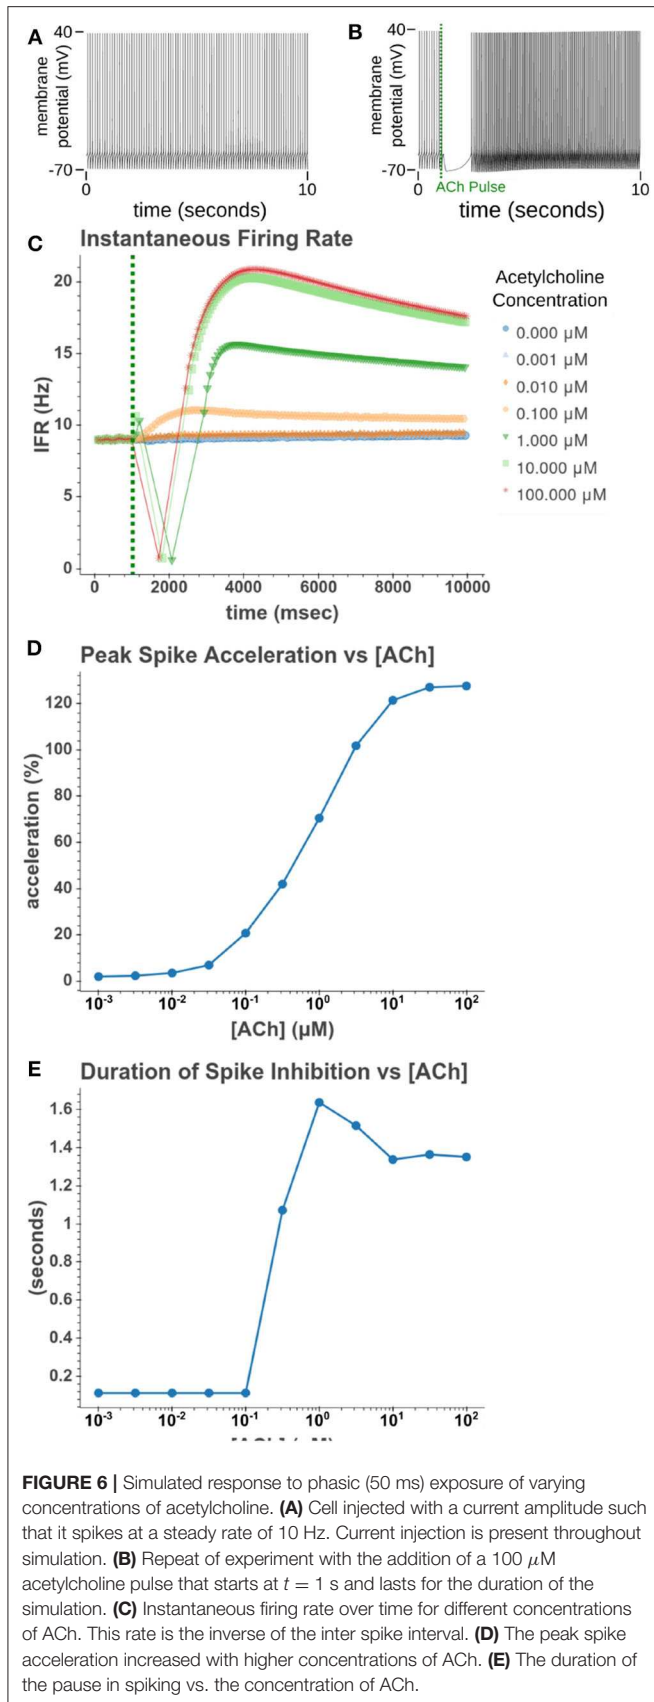 A
40
membrane
potential (mV)
-70
0
10
time (seconds)
B
40
membrane
potential (mV)
-70
ACh Pulse
0
10
time (seconds)
C
Instantaneous Firing Rate
20
15
10
5
0
IFR (Hz)
0 2000 4000 6000 8000 10000
time (msec)
Acetylcholine
Concentration
0.000 µM
0.001 µM
0.010 µM
0.100 µM
1.000 µM
10.000 µM
100.000 µM
D
Peak Spike Acceleration vs [ACh]
120
100
80
60
40
20
0
acceleration (%)
10⁻³ 10⁻² 10⁻¹ 10⁰ 10¹ 10²
[ACh] (µM)
E
Duration of Spike Inhibition vs [ACh]
1.6
1.4
1.2
1
0.8
0.6
0.4
0.2
(seconds)
10⁻³ 10⁻² 10⁻¹ 10⁰ 10¹ 10²
FIGURE 6 | Simulated response to phasic (50 ms) exposure of varying
concentrations of acetylcholine. (A) Cell injected with a current amplitude such
that it spikes at a steady rate of 10 Hz. Current injection is present throughout
simulation. (B) Repeat of experiment with the addition of a 100 µM
acetylcholine pulse that starts at t = 1 s and lasts for the duration of the
simulation. (C) Instantaneous firing rate over time for different concentrations
of ACh. This rate is the inverse of the inter spike interval. (D) The peak spike
acceleration increased with higher concentrations of ACh. (E) The duration of
the pause in spiking vs. the concentration of ACh.